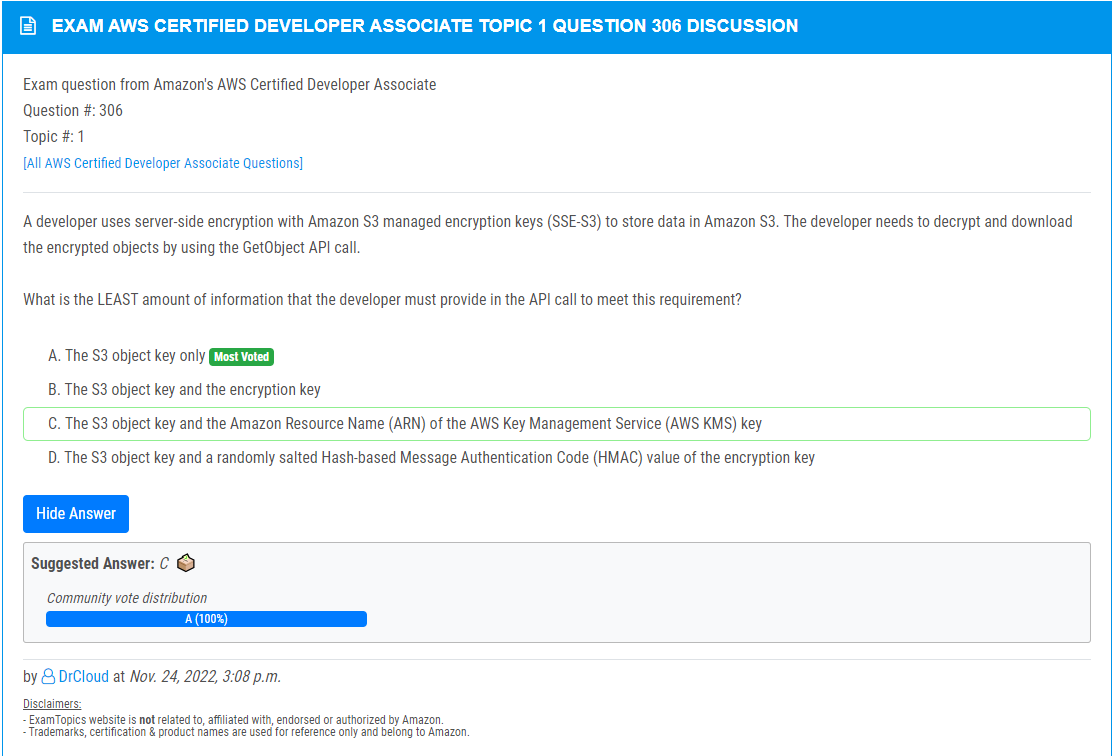 EXAM AWS CERTIFIED DEVELOPER ASSOCIATE TOPIC 1 QUESTION 306 DISCUSSION
Exam question from Amazon's AWS Certified Developer Associate
Question #: 306
Topic #: 1
[All AWS Certified Developer Associate Questions]
A developer uses server-side encryption with Amazon S3 managed encryption keys (SSE-S3) to store data in Amazon S3. The developer needs to decrypt and download
the encrypted objects by using the GetObject API call.
What is the LEAST amount of information that the developer must provide in the API call to meet this requirement?
A. The S3 object key only Most Voted
B. The S3 object key and the encryption key
C. The S3 object key and the Amazon Resource Name (ARN) of the AWS Key Management Service (AWS KMS) key
D. The S3 object key and a randomly salted Hash-based Message Authentication Code (HMAC) value of the encryption key
Hide Answer
Suggested Answer: C
Community vote distribution
A (100%)
by DrCloud at Nov. 24, 2022, 3:08 p.m.
Disclaimers:
- ExamTopics website is not related to, affiliated with, endorsed or authorized by Amazon.
- Trademarks, certification & product names are used for reference only and belong to Amazon.